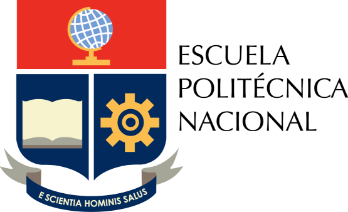 ESCUELA
POLITÉCNICA
NACIONAL
E SCIENTIA HOMINIS SALUS